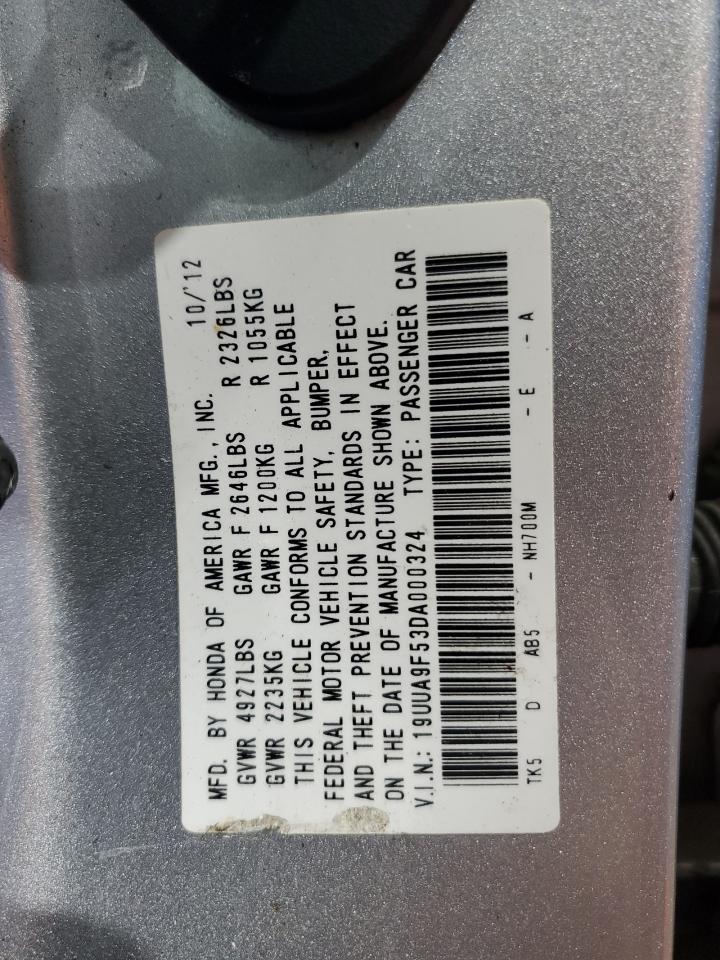 MFD. BY HONDA OF AMERICA MFG., INC. 10/'12
GVWR 4927LBS GAWR F 2646LBS R 2326LBS
GVWR 2235KG GAWR F 1200KG R 1055KG
THIS VEHICLE CONFORMS TO ALL APPLICABLE
FEDERAL MOTOR VEHICLE SAFETY, BUMPER,
AND THEFT PREVENTION STANDARDS IN EFFECT
ON THE DATE OF MANUFACTURE SHOWN ABOVE.
V.I.N.: 19UUA9F53DA000324 TYPE: PASSENGER CAR
TK5 D AB5 - NH700M - E - A